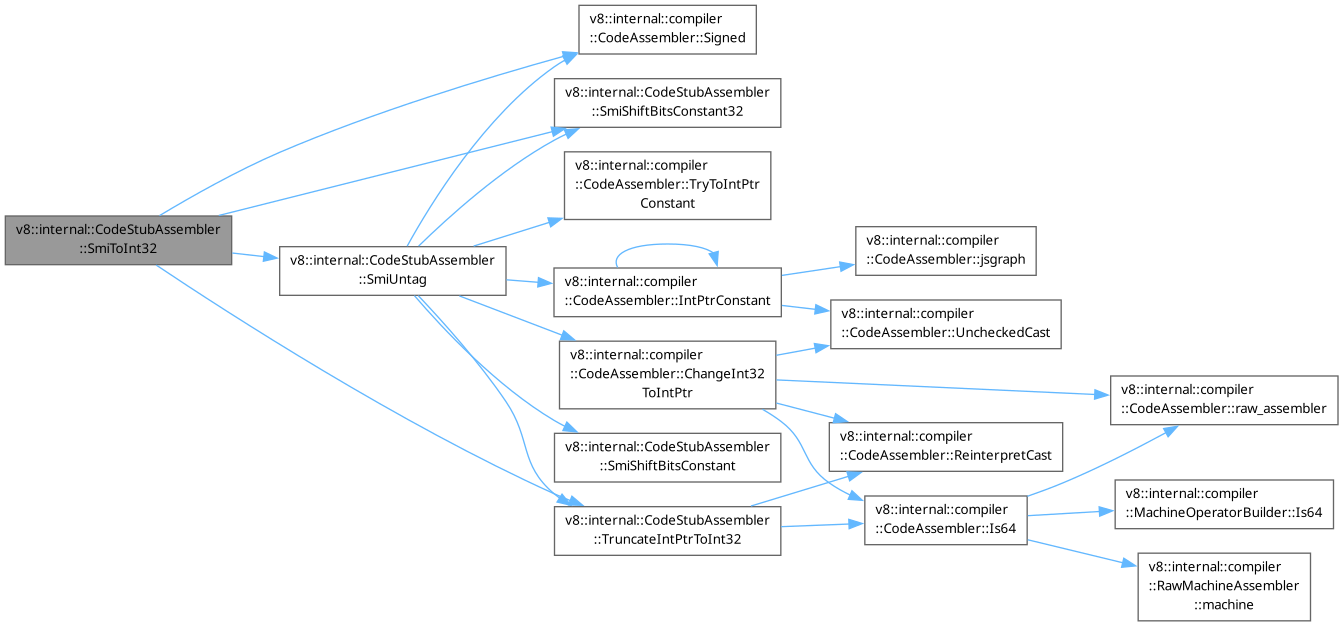 v8::internal::CodeStubAssembler
::SmiToInt32
v8::internal::CodeStubAssembler
::SmiUntag
v8::internal::compiler
::CodeAssembler::Signed
v8::internal::CodeStubAssembler
::SmiShiftBitsConstant32
v8::internal::compiler
::CodeAssembler::TryToIntPtr
Constant
v8::internal::compiler
::CodeAssembler::IntPtrConstant
v8::internal::compiler
::CodeAssembler::ChangeInt32
ToIntPtr
v8::internal::CodeStubAssembler
::SmiShiftBitsConstant
v8::internal::CodeStubAssembler
::TruncateIntPtrToInt32
v8::internal::compiler
::CodeAssembler::jsgraph
v8::internal::compiler
::CodeAssembler::UncheckedCast
v8::internal::compiler
::CodeAssembler::ReinterpretCast
v8::internal::compiler
::CodeAssembler::Is64
v8::internal::compiler
::CodeAssembler::raw_assembler
v8::internal::compiler
::MachineOperatorBuilder::Is64
v8::internal::compiler
::RawMachineAssembler
::machine